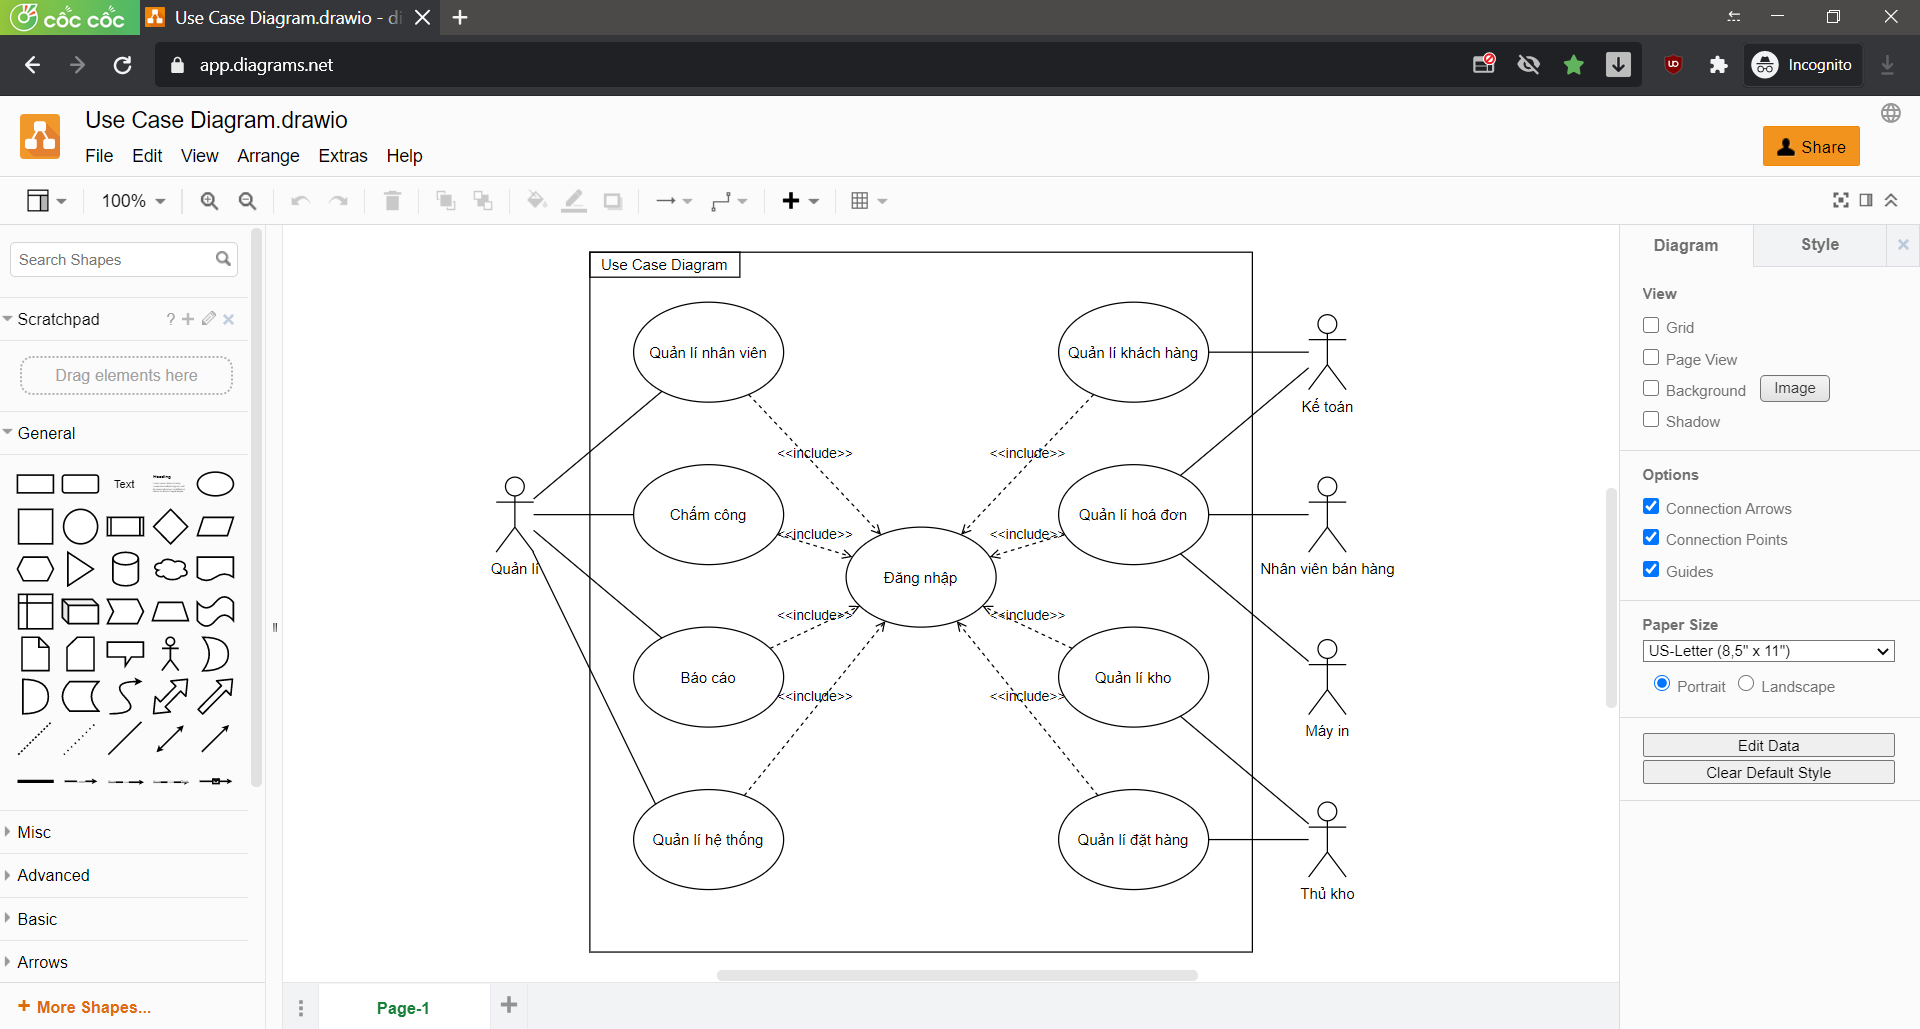 cốc cốc
Use Case Diagram.drawio - di
app.diagrams.net
Incognito
Use Case Diagram.drawio
File Edit View Arrange Extras Help
Share
100%
Search Shapes
Scratchpad
?
Drag elements here
General
Text
Heading
Misc
Advanced
Basic
Arrows
+ More Shapes...
Use Case Diagram
Quản lí nhân viên
Quản lí khách hàng
Kế toán
<<include>>
<<include>>
Chấm công
Quản lí hoá đơn
<<include>>
<<include>>
Quản lí
Đăng nhập
Nhân viên bán hàng
<<include>>
<<include>>
Báo cáo
Quản lí kho
<<include>>
<<include>>
Máy in
Quản lí hệ thống
Quản lí đặt hàng
Thủ kho
Page-1
Diagram
Style
View
Grid
Page View
Background
Image
Shadow
Options
Connection Arrows
Connection Points
Guides
Paper Size
US-Letter (8,5" x 11")
Portrait Landscape
Edit Data
Clear Default Style